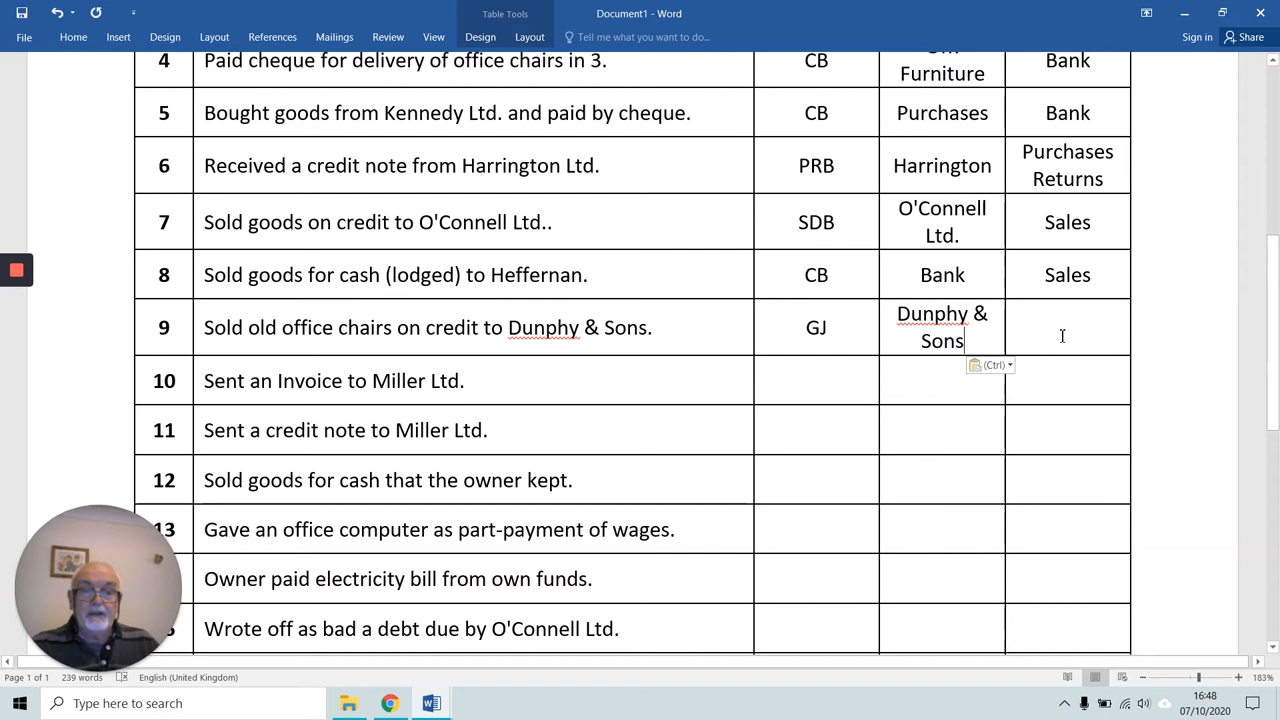 Table Tools
Document1 - Word
File Home Insert Design Layout References Mailings Review View Design Layout Tell me what you want to do... Sign in Share
4 Paid cheque for delivery of office chairs in 3. CB Furniture Bank
5 Bought goods from Kennedy Ltd. and paid by cheque. CB Purchases Bank
6 Received a credit note from Harrington Ltd. PRB Harrington Purchases
Returns
7 Sold goods on credit to O'Connell Ltd.. SDB O'Connell
Ltd. Sales
8 Sold goods for cash (lodged) to Heffernan. CB Bank Sales
9 Sold old office chairs on credit to Dunphy & Sons. GJ Dunphy &
Sons
(Ctrl)
10 Sent an Invoice to Miller Ltd.
11 Sent a credit note to Miller Ltd.
12 Sold goods for cash that the owner kept.
13 Gave an office computer as part-payment of wages.
Owner paid electricity bill from own funds.
Wrote off as bad a debt due by O'Connell Ltd.
Page 1 of 1 239 words English (United Kingdom) 183%
Type here to search
16:48
07/10/2020